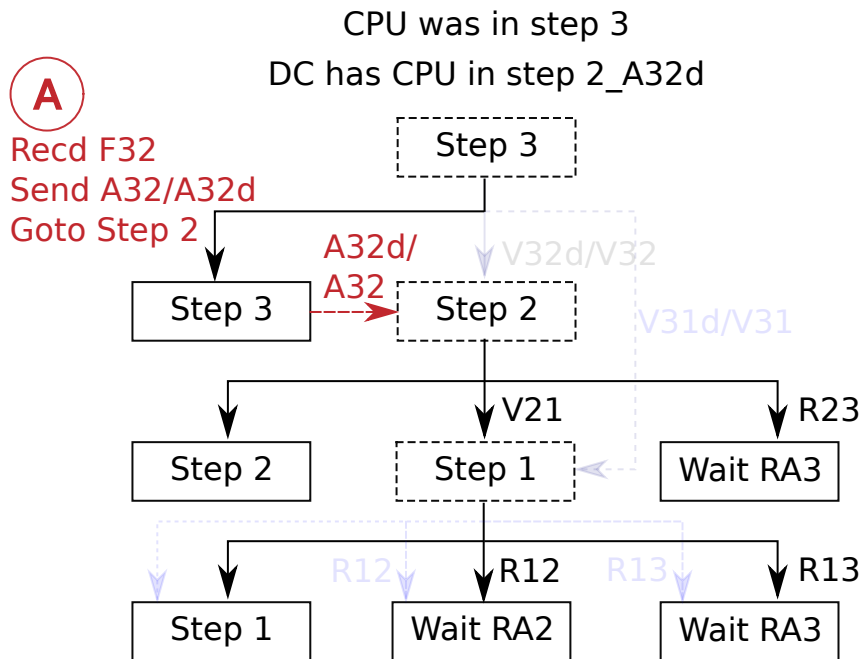 CPU was in step 3
DC has CPU in step 2_A32d
A
Recd F32
Send A32/A32d
Goto Step 2
Step 3
V32d/V32
A32d/
A32
Step 3
Step 2
V31d/V31
V21
R23
Step 2
Step 1
Wait RA3
R12
R12
R13
R13
Step 1
Wait RA2
Wait RA3